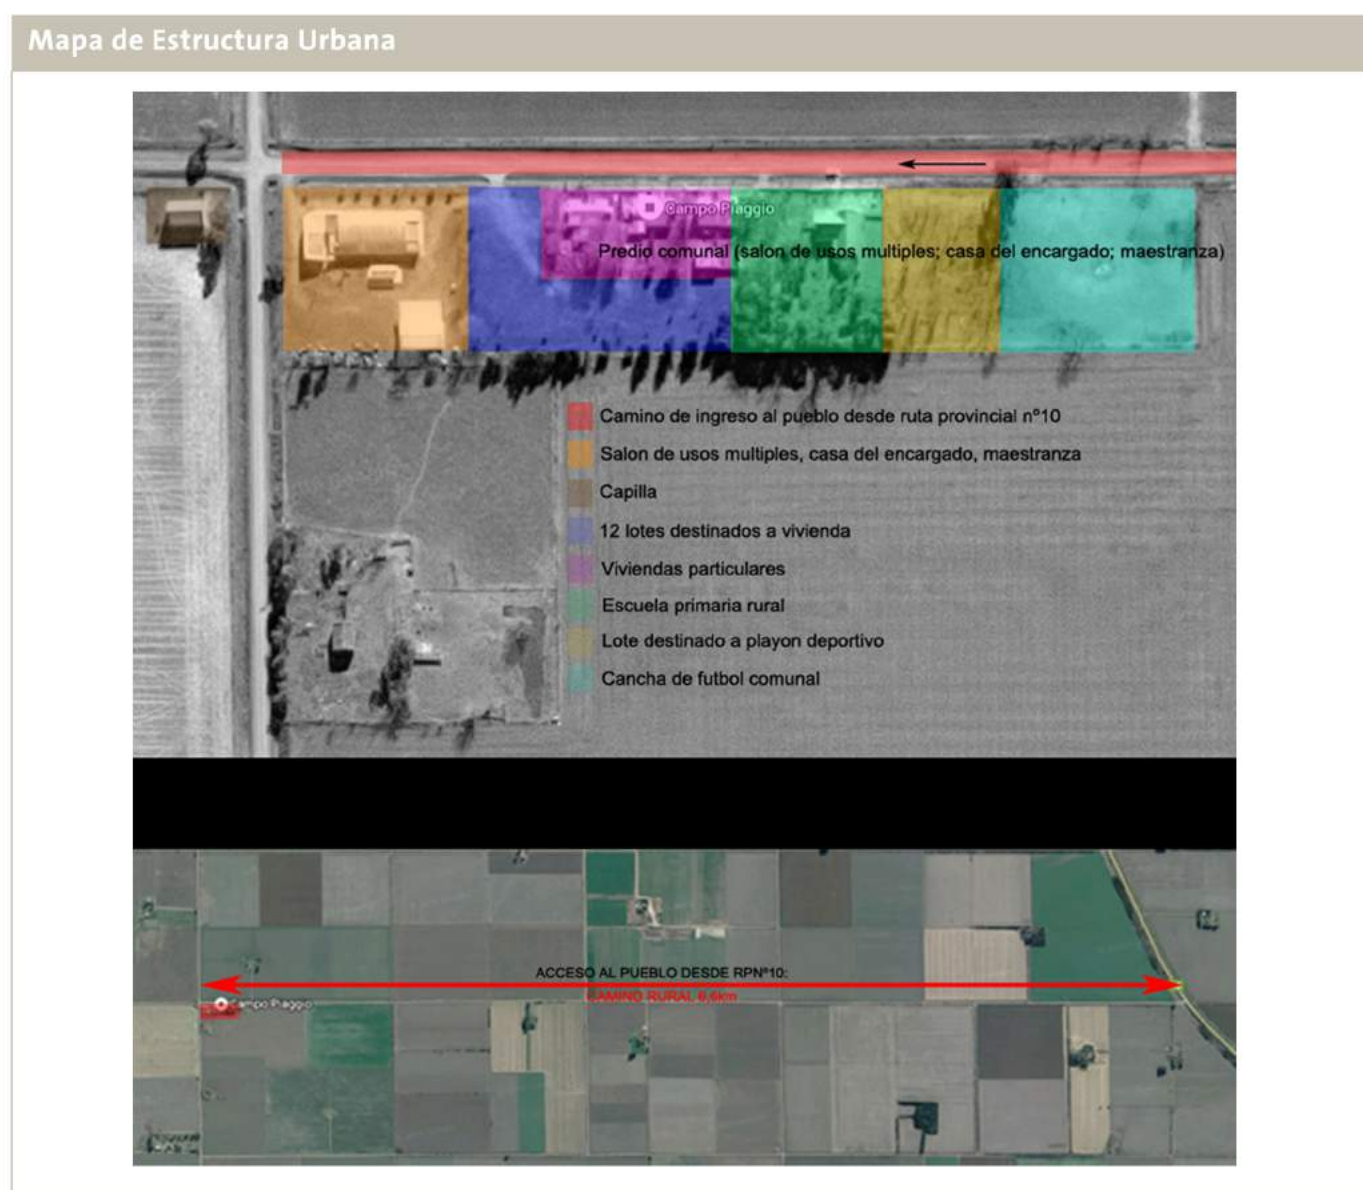 Mapa de Estructura Urbana
Campo Piaggio
Predio comunal (salon de usos multiples; casa del encargado; maestranza)
Camino de ingreso al pueblo desde ruta provincial nº10
Salon de usos multiples, casa del encargado, maestranza
Capilla
12 lotes destinados a vivienda
Viviendas particulares
Escuela primaria rural
Lote destinado a playon deportivo
Cancha de futbol comunal
ACCESO AL PUEBLO DESDE RPNº10:
CAMINO RURAL 6,6km
Campo Piaggio